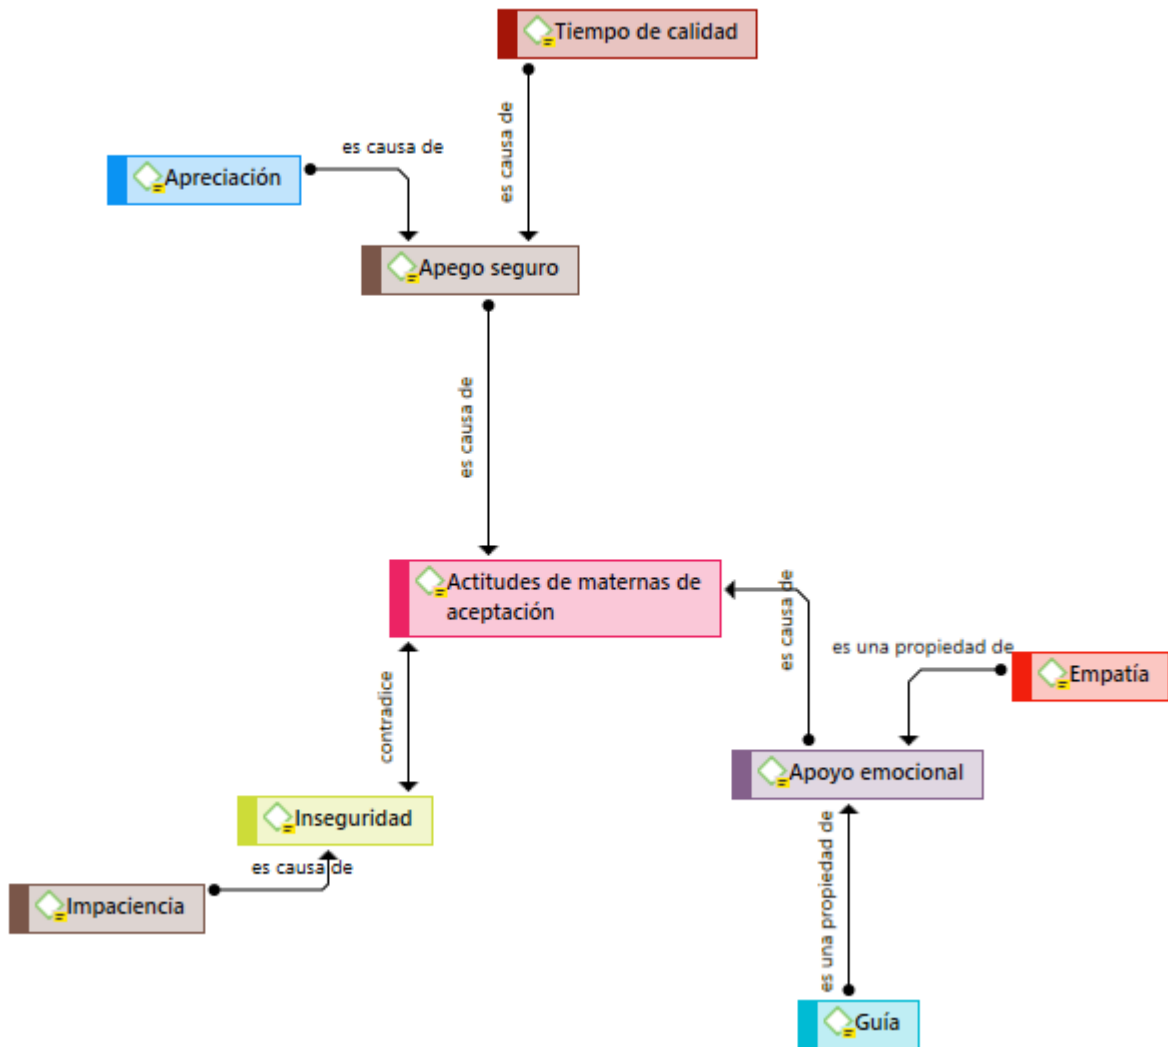 Tiempo de calidad
es causa de
es causa de
Apreciación
Apego seguro
es causa de
Actitudes de maternas de
aceptación
es causa de
es una propiedad de
Empatía
contradice
Apoyo emocional
Inseguridad
es causa de
Impaciencia
es una propiedad de
Guía